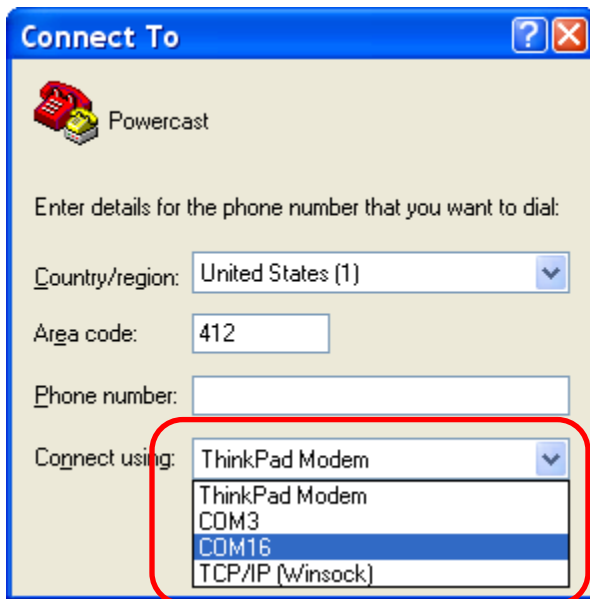 Connect To
Powercast
Enter details for the phone number that you want to dial:
Country/region: United States (1)
Area code: 412
Phone number:
Connect using: ThinkPad Modem
ThinkPad Modem
COM3
COM16
TCP/IP (Winsock)